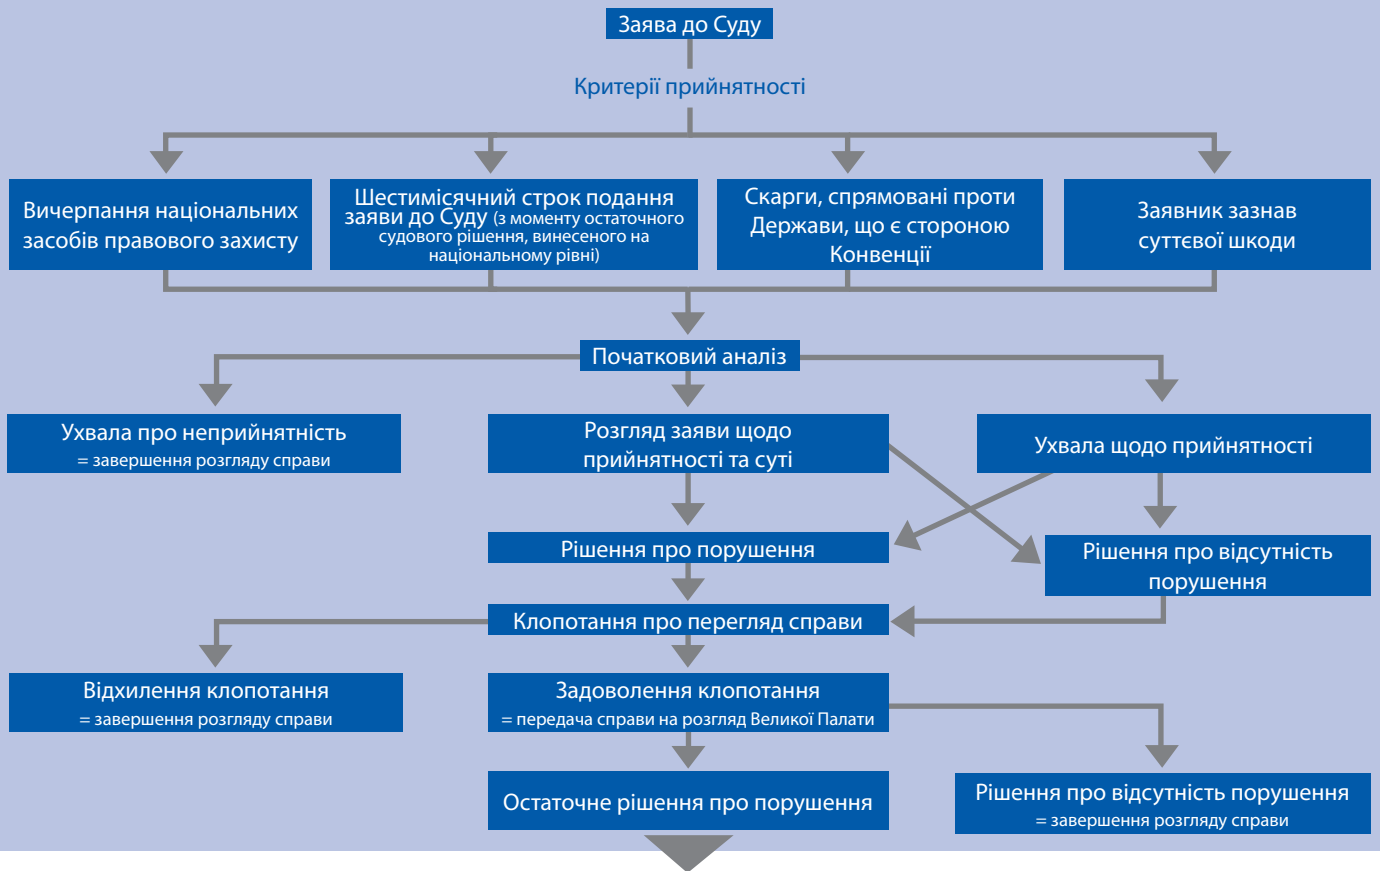 Заява до Суду
Критерії прийнятності
Вичерпання національних
засобів правового захисту
Шестимісячний строк подання
заяви до Суду (з моменту остаточного
судового рішення, винесеного на
національному рівні)
Скарги, спрямовані проти
Держави, що є стороною
Конвенції
Заявник зазнав
суттєвої шкоди
Початковий аналіз
Ухвала про неприйнятність
= завершення розгляду справи
Розгляд заяви щодо
прийнятності та суті
Ухвала щодо прийнятності
Рішення про порушення
Рішення про відсутність
порушення
Клопотання про перегляд справи
Відхилення клопотання
= завершення розгляду справи
Задоволення клопотання
= передача справи на розгляд Великої Палати
Остаточне рішення про порушення
Рішення про відсутність порушення
= завершення розгляду справи